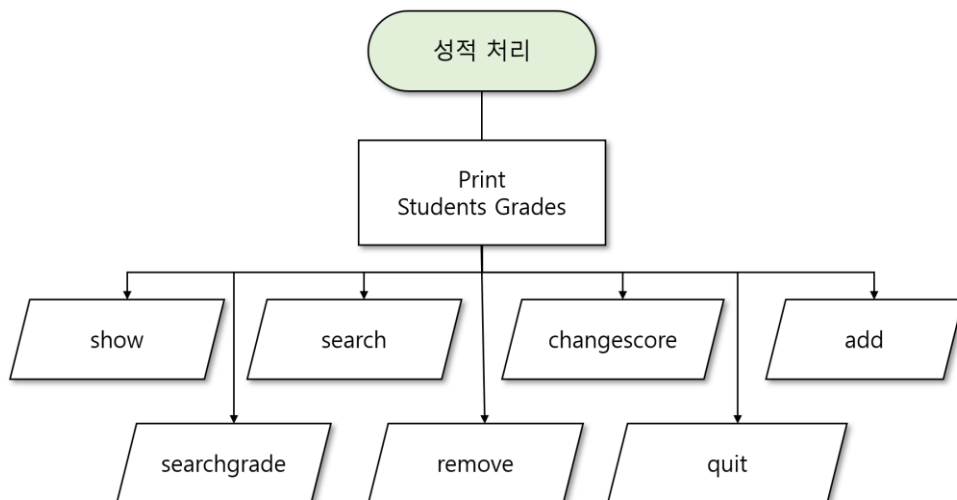 성적 처리
Print
Students Grades
show
search
changescore
add
searchgrade
remove
quit